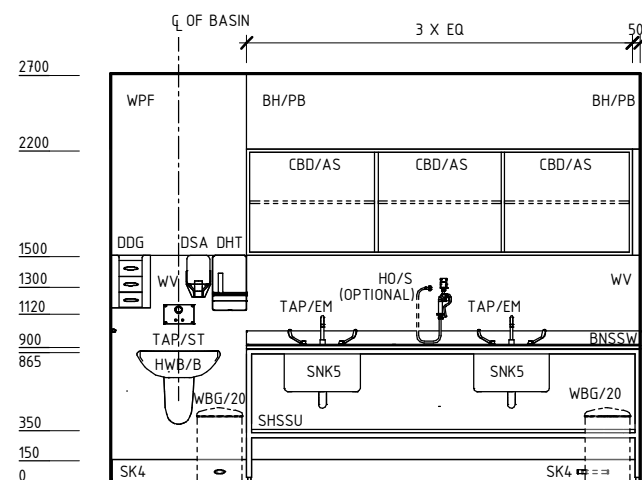 ℄ OF BASIN
3 X EQ
50
2700
WPF
BH/PB
BH/PB
2200
CBD/AS
CBD/AS
CBD/AS
1500
DDG
DSA
DHT
1300
WV
HO/S
(OPTIONAL)
WV
1120
TAP/EM
TAP/EM
900
TAP/ST
BNSSW
865
HWB/B
SNK5
SNK5
WBG/20
WBG/20
350
SHSSU
150
SK4
SK4
0